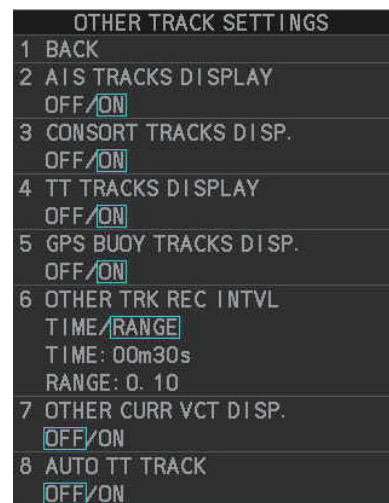 OTHER TRACK SETTINGS
1 BACK
2 AIS TRACKS DISPLAY
OFF/ON
3 CONSORT TRACKS DISP.
OFF/ON
4 TT TRACKS DISPLAY
OFF/ON
5 GPS BUOY TRACKS DISP.
OFF/ON
6 OTHER TRK REC INTVL
TIME/RANGE
TIME: 00m30s
RANGE: 0.10
7 OTHER CURR VCT DISP.
OFF/ON
8 AUTO TT TRACK
OFF/ON